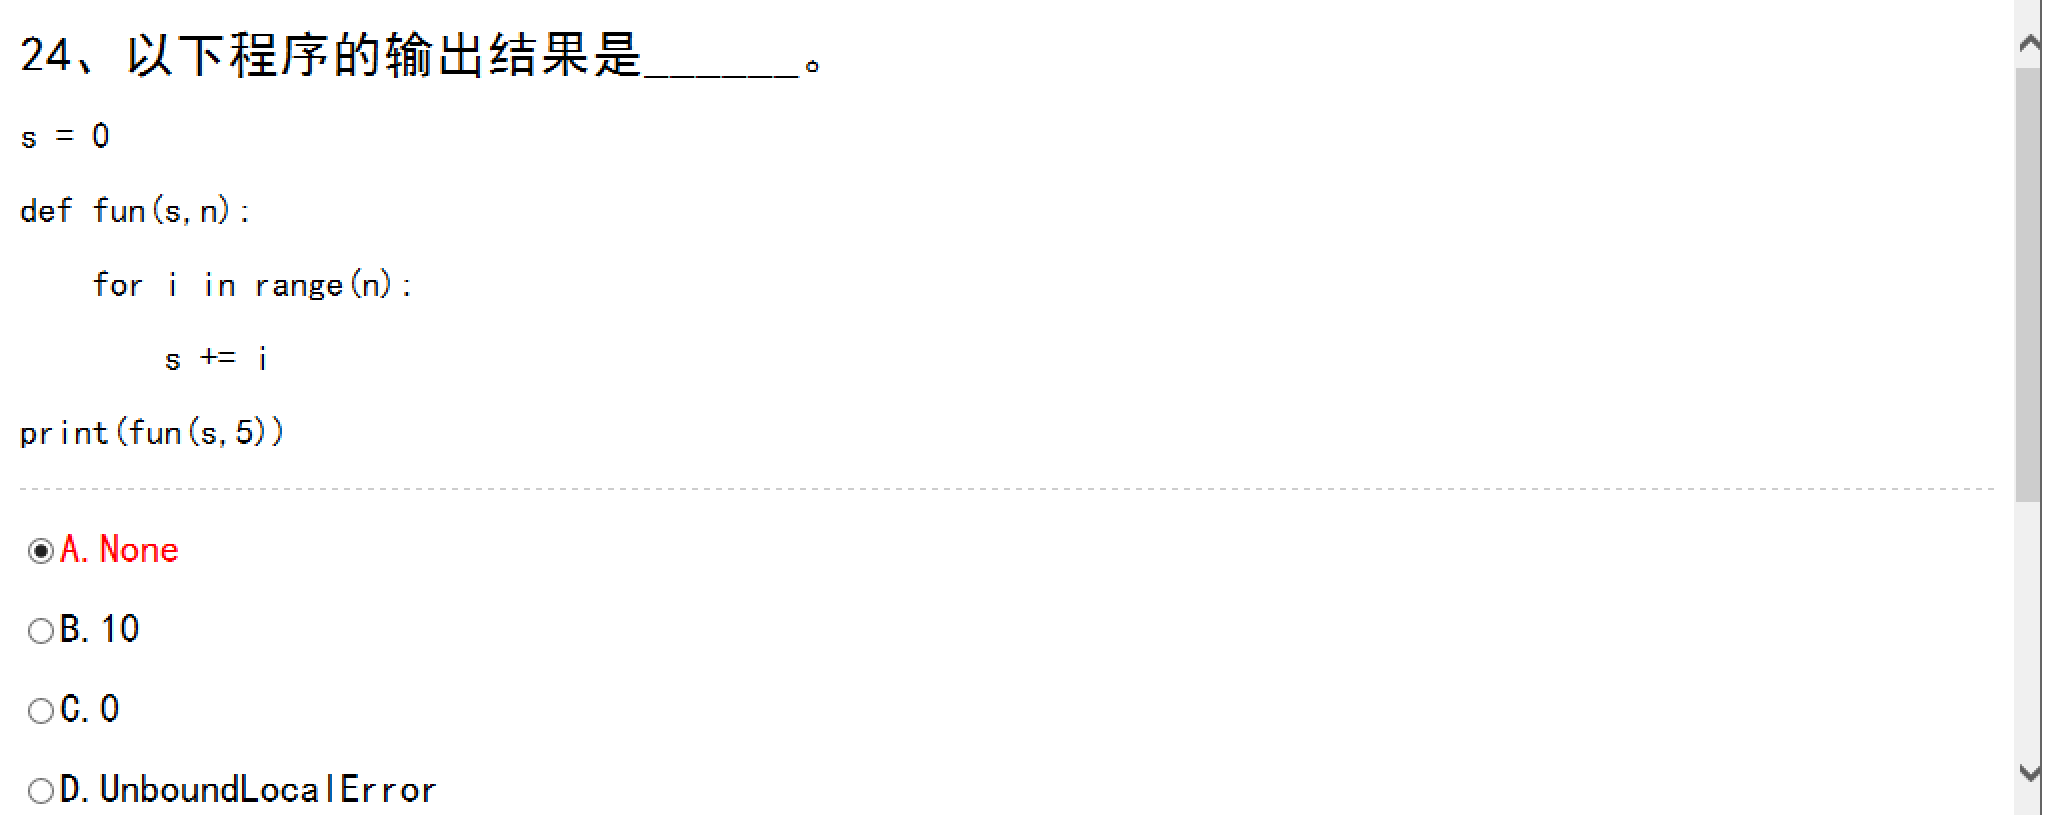 24、以下程序的输出结果是______。
s = 0
def fun(s,n):
    for i in range(n):
        s += i
print(fun(s,5))
A.None
B.10
C.0
D.UnboundLocalError